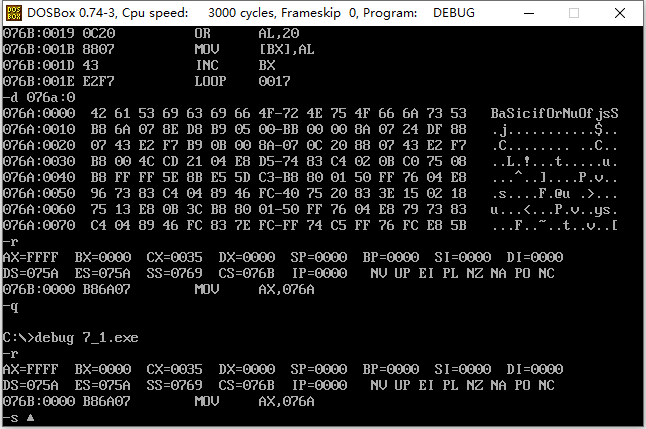 DOSBox 0.74-3, Cpu speed: 3000 cycles, Frameskip 0, Program: DEBUG
076B:0019 0C20 OR AL,20
076B:001B 8807 MOV [BX],AL
076B:001D 43 INC BX
076B:001E E2F7 LOOP 0017
-d 076a:0
076A:0000 42 61 53 69 63 69 66 4F-72 4E 75 4F 66 6A 73 53 BaSicifOrNuOfjsS
076A:0010 B8 6A 07 8E D8 B9 05 00-BB 00 00 8A 07 24 DF 88 .j...........$..
076A:0020 07 43 E2 F7 B9 0B 00 8A-07 0C 20 88 07 43 E2 F7 .C........ ..C..
076A:0030 B8 00 4C CD 21 04 E8 D5-74 83 C4 02 0B C0 75 08 ..L.!...t.....u.
076A:0040 B8 FF FF 5E 8B E5 5D C3-B8 80 01 50 FF 76 04 E8 ...^..]....P.v..
076A:0050 96 73 83 C4 04 89 46 FC-40 75 20 83 3E 15 02 18 .s....F.@u .>...
076A:0060 75 13 E8 0B 3C B8 80 01-50 FF 76 04 E8 79 73 83 u...<...P.v..ys.
076A:0070 C4 04 89 46 FC 83 7E FC-FF 74 C5 FF 76 FC E8 5B ...F..~..t..v..[
-r
AX=FFFF BX=0000 CX=0035 DX=0000 SP=0000 BP=0000 SI=0000 DI=0000
DS=075A ES=075A SS=0769 CS=076B IP=0000 NV UP EI PL NZ NA PO NC
076B:0000 B86A07 MOV AX,076A
-q
C:\>debug 7_1.exe
-r
AX=FFFF BX=0000 CX=0035 DX=0000 SP=0000 BP=0000 SI=0000 DI=0000
DS=075A ES=075A SS=0769 CS=076B IP=0000 NV UP EI PL NZ NA PO NC
076B:0000 B86A07 MOV AX,076A
-s ▲